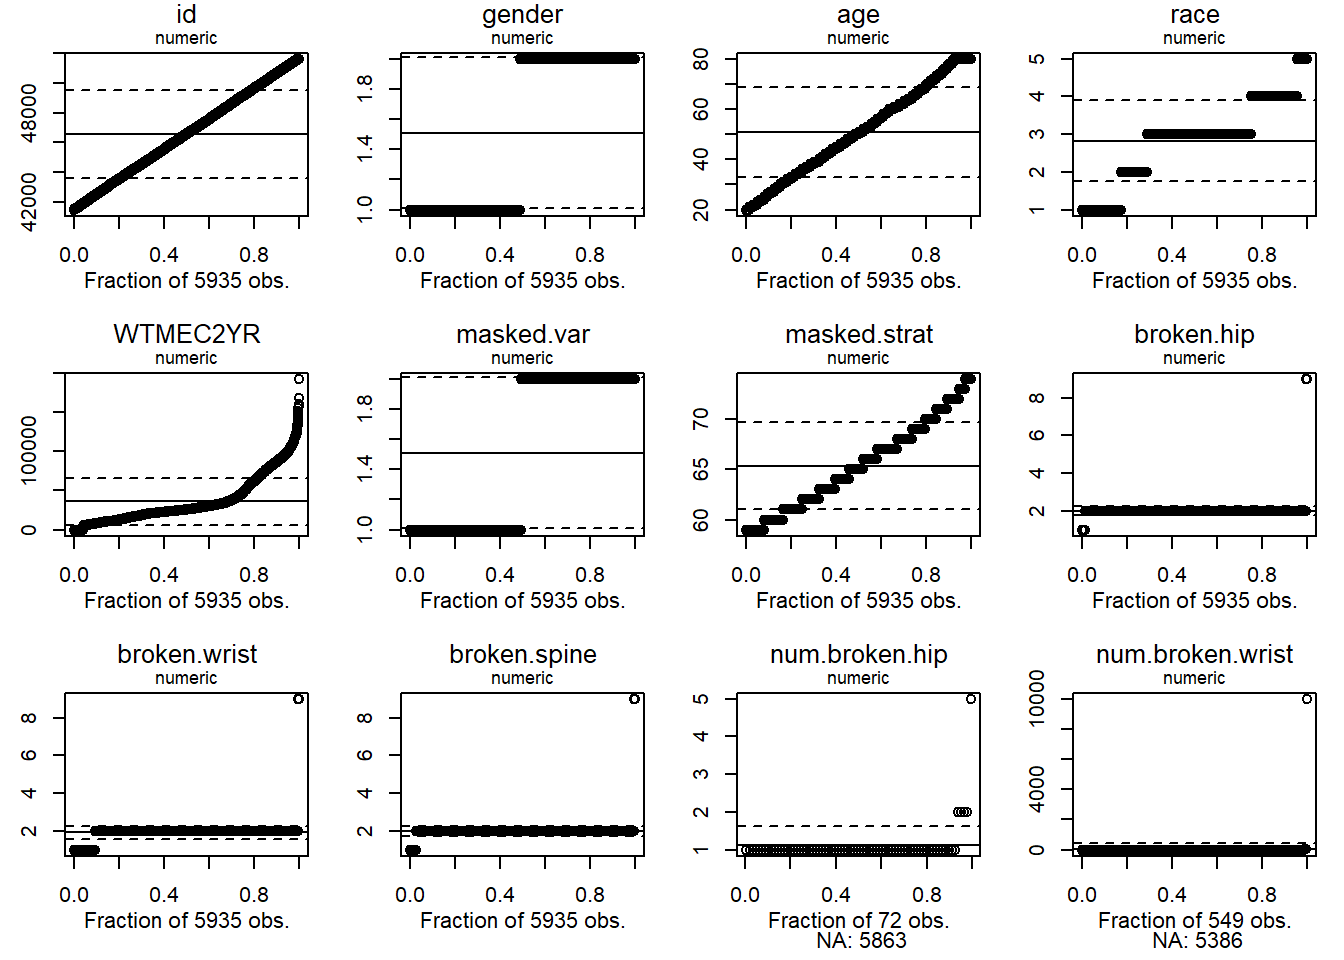 id gender age race
numeric numeric numeric numeric
42000 48000 1.0 1.4 1.8 20 40 60 80 1 2 3 4 5
0.0 0.4 0.8 0.0 0.4 0.8 0.0 0.4 0.8 0.0 0.4 0.8
Fraction of 5935 obs. Fraction of 5935 obs. Fraction of 5935 obs. Fraction of 5935 obs.
WTMEC2YR masked.var masked.strat broken.hip
numeric numeric numeric numeric
0 100000 1.0 1.4 1.8 60 65 70 2 4 6 8
0.0 0.4 0.8 0.0 0.4 0.8 0.0 0.4 0.8 0.0 0.4 0.8
Fraction of 5935 obs. Fraction of 5935 obs. Fraction of 5935 obs. Fraction of 5935 obs.
broken.wrist broken.spine num.broken.hip num.broken.wrist
numeric numeric numeric numeric
2 4 6 8 2 4 6 8 1 2 3 4 5 0 4000 10000
0.0 0.4 0.8 0.0 0.4 0.8 0.0 0.4 0.8 0.0 0.4 0.8
Fraction of 5935 obs. Fraction of 5935 obs. Fraction of 72 obs. Fraction of 549 obs.
NA: 5863 NA: 5386